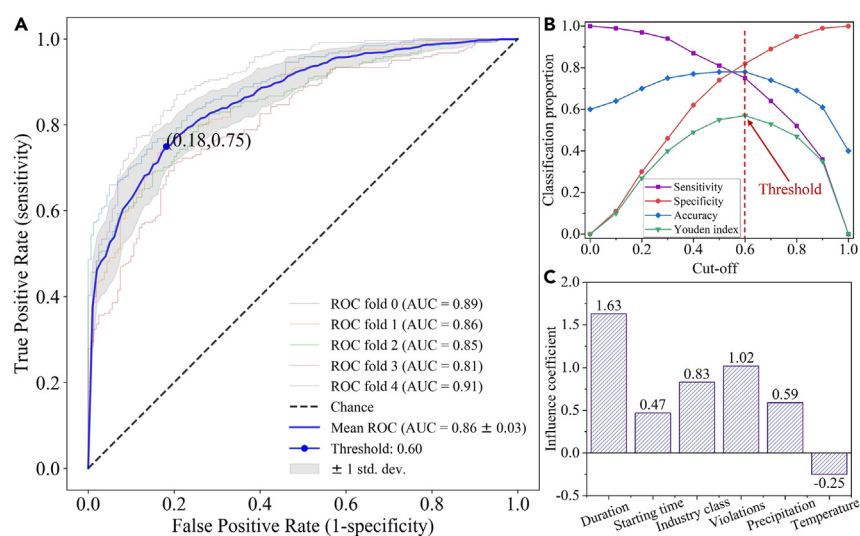 A
1.0
0.8
0.6
0.4
0.2
0.0
True Positive Rate (sensitivity)
(0.18,0.75)
ROC fold 0 (AUC = 0.89)
ROC fold 1 (AUC = 0.86)
ROC fold 2 (AUC = 0.85)
ROC fold 3 (AUC = 0.81)
ROC fold 4 (AUC = 0.91)
Chance
Mean ROC (AUC = 0.86 ± 0.03)
Threshold: 0.60
± 1 std. dev.
0.0 0.2 0.4 0.6 0.8 1.0
False Positive Rate (1-specificity)
B
1.0
0.8
0.6
0.4
0.2
0.0
Classification proportion
Sensitivity
Specificity
Accuracy
Youden index
Threshold
0.0 0.2 0.4 0.6 0.8 1.0
Cut-off
C
2.0
1.5
1.0
0.5
0.0
-0.5
Influence coefficient
1.63
0.47
0.83
1.02
0.59
-0.25
Duration
Starting time
Industry class
Violations
Precipitation
Temperature